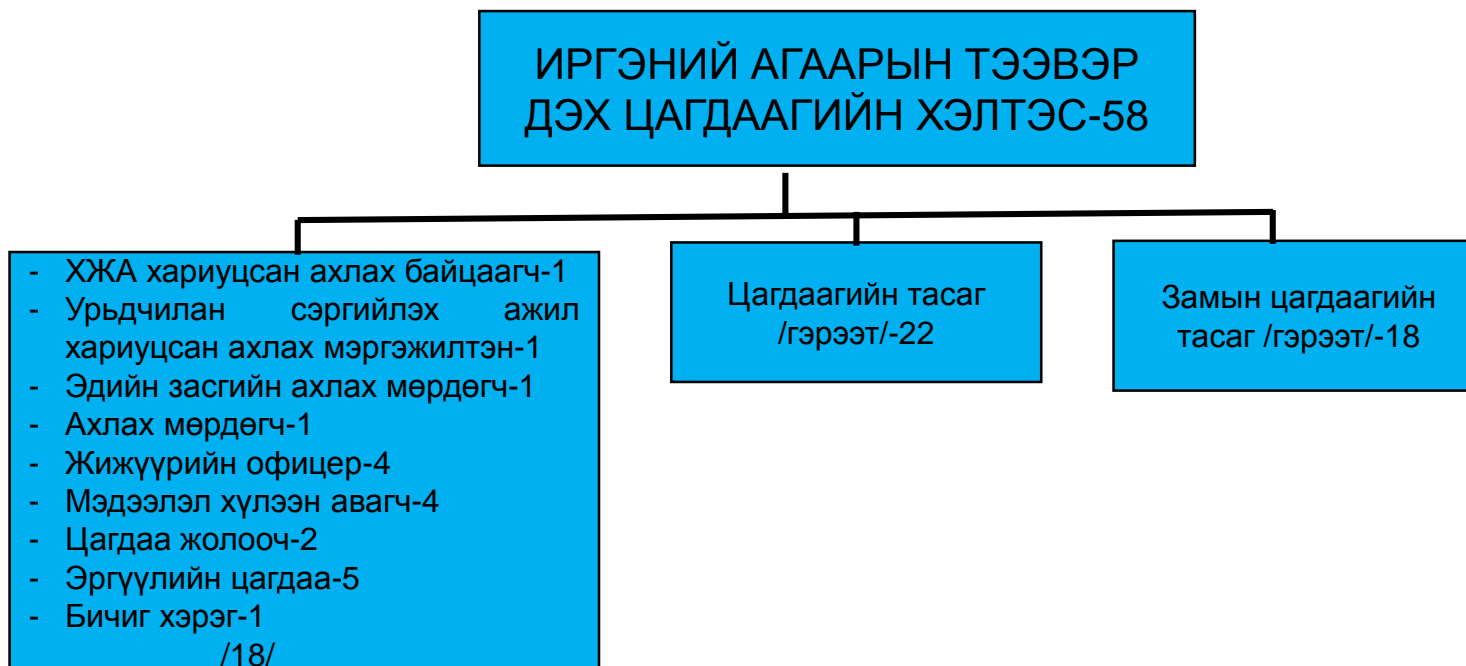 ИРГЭНИЙ АГААРЫН ТЭЭВЭР
ДЭХ ЦАГДААГИЙН ХЭЛТЭС-58
- ХЖА хариуцсан ахлах байцаагч-1
- Урьдчилан сэргийлэх ажил
хариуцсан ахлах мэргэжилтэн-1
- Эдийн засгийн ахлах мөрдөгч-1
- Ахлах мөрдөгч-1
- Жижүүрийн офицер-4
- Мэдээлэл хүлээн авагч-4
- Цагдаа жолооч-2
- Эргүүлийн цагдаа-5
- Бичиг хэрэг-1
/18/
Цагдаагийн тасаг
/гэрээт/-22
Замын цагдаагийн
тасаг /гэрээт/-18